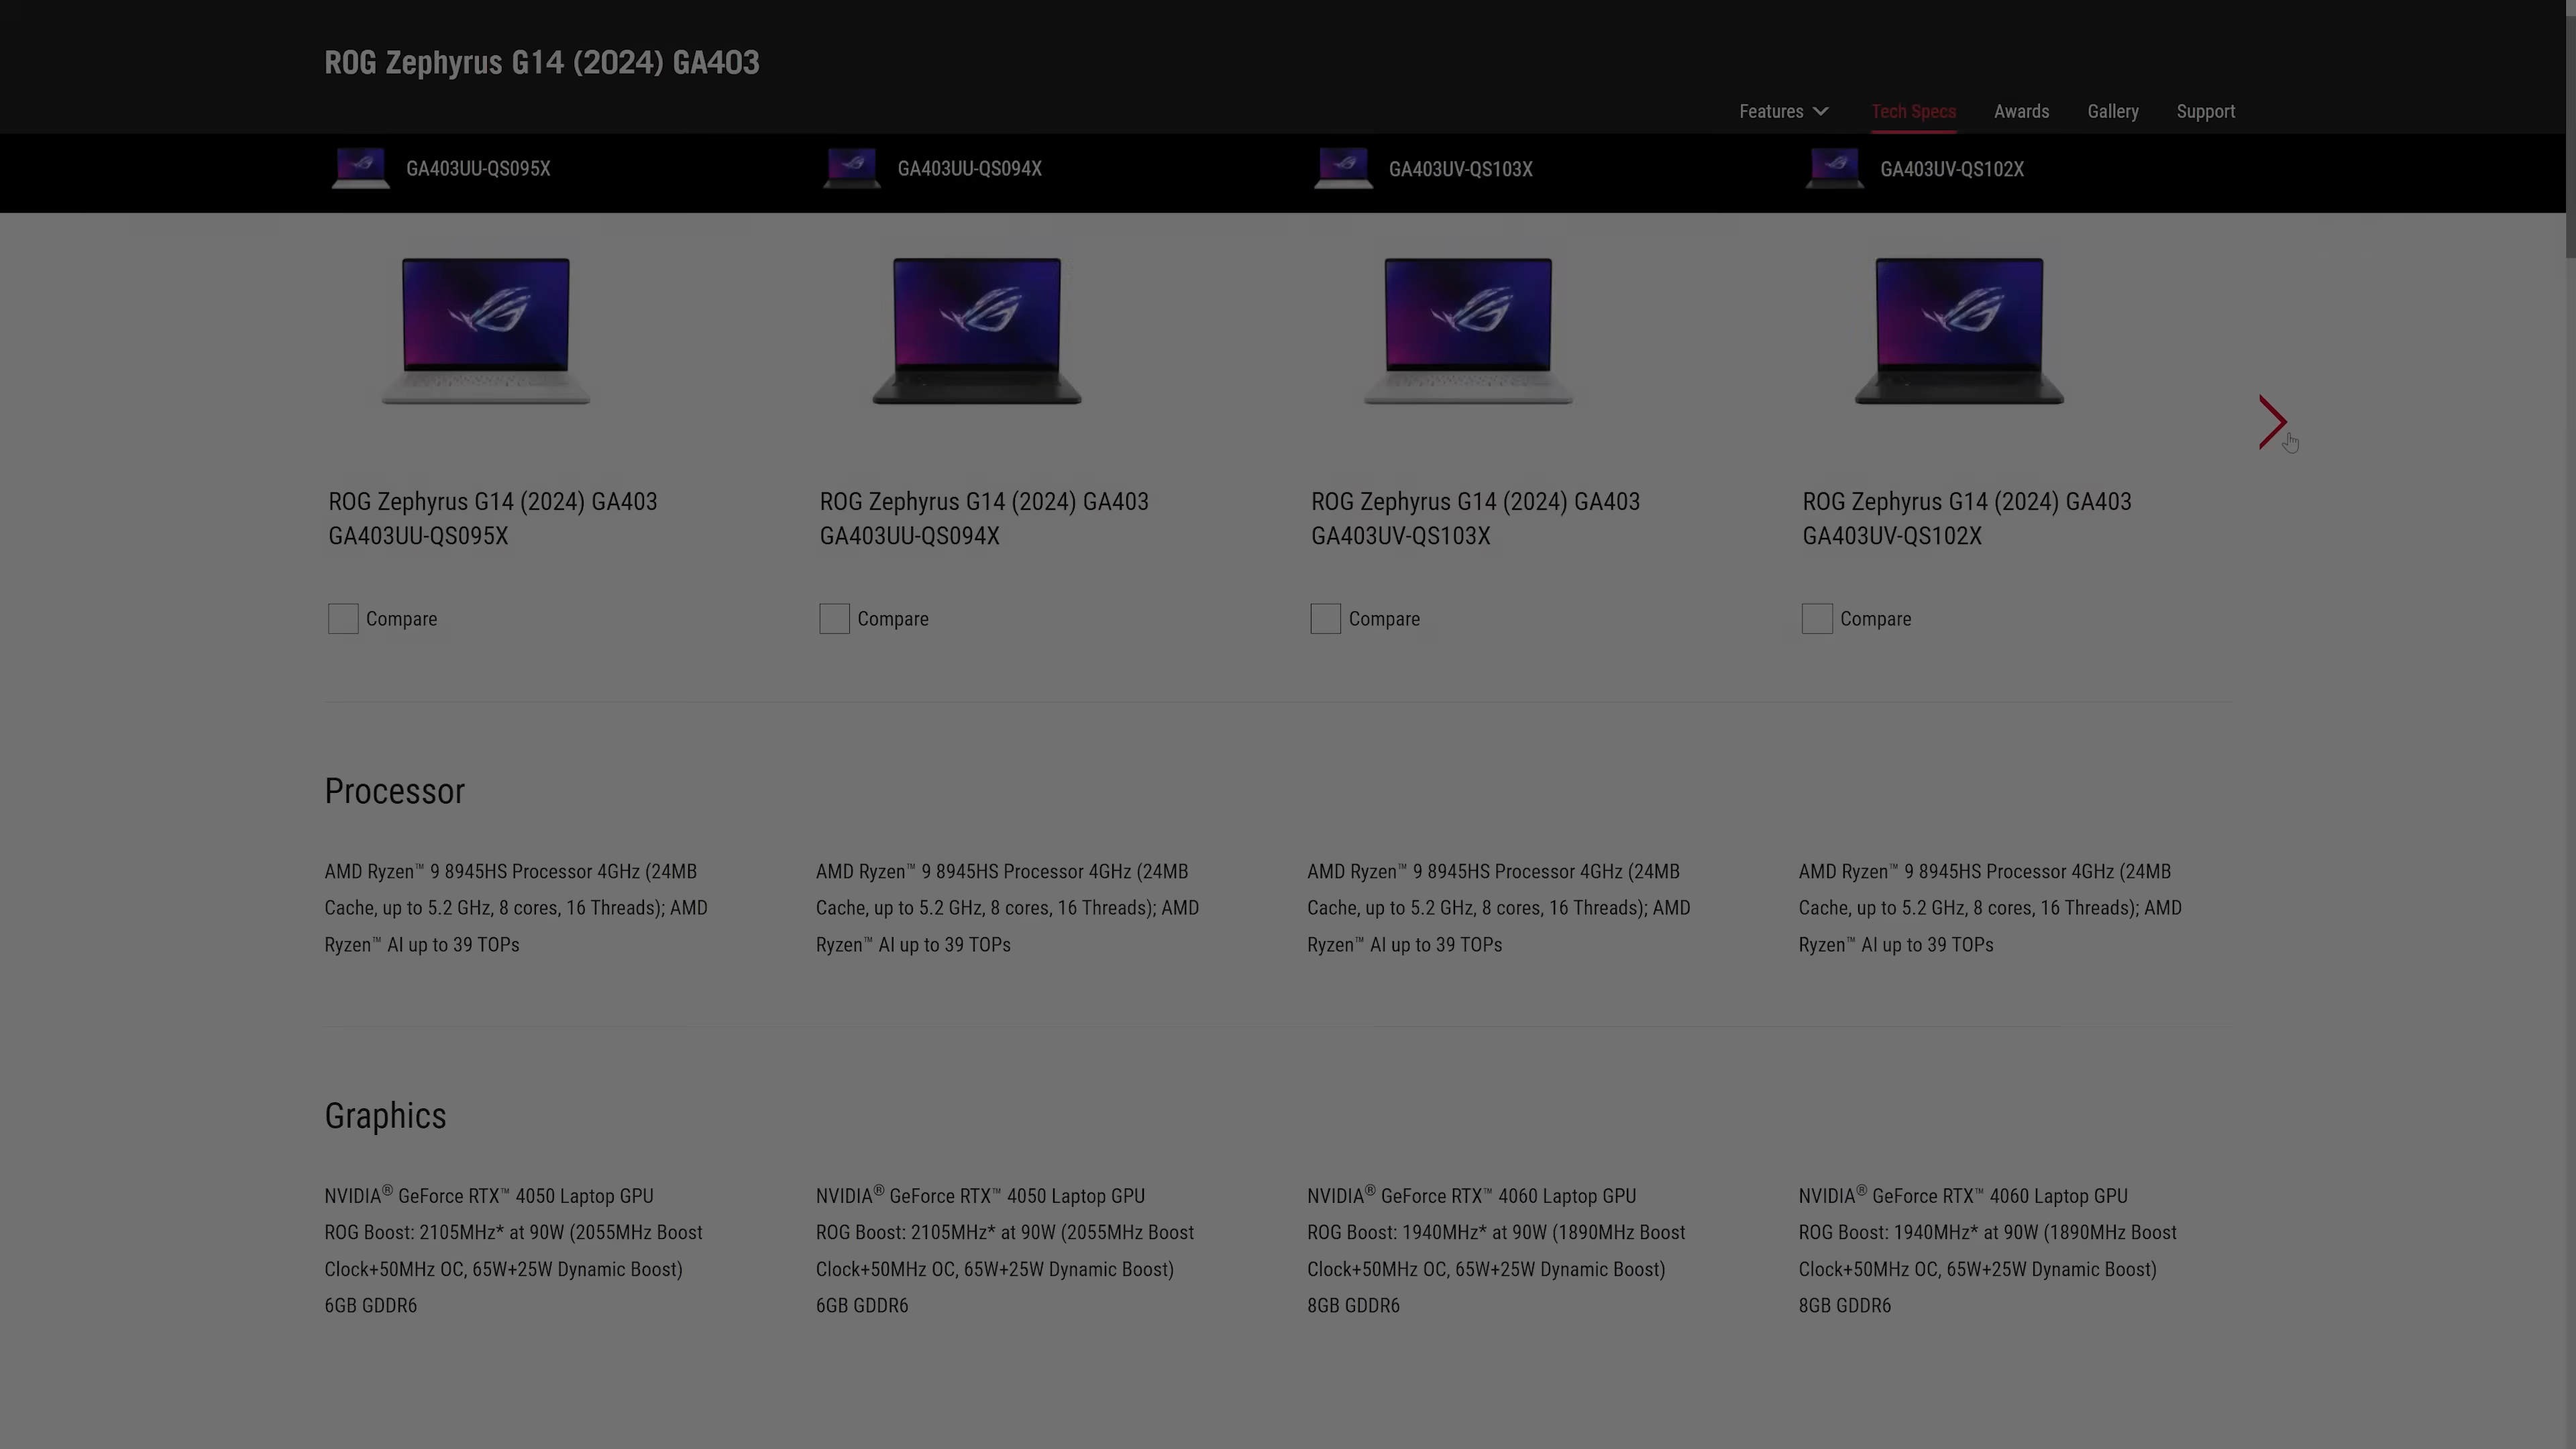 ROG Zephyrus G14 (2024) GA403
Features
Tech Specs
Awards
Gallery
Support
GA403UU-QS095X
GA403UU-QS094X
GA403UV-QS103X
GA403UV-QS102X
ROG Zephyrus G14 (2024) GA403
GA403UU-QS095X
ROG Zephyrus G14 (2024) GA403
GA403UU-QS094X
ROG Zephyrus G14 (2024) GA403
GA403UV-QS103X
ROG Zephyrus G14 (2024) GA403
GA403UV-QS102X
Compare
Compare
Compare
Compare
Processor
AMD Ryzen™ 9 8945HS Processor 4GHz (24MB
Cache, up to 5.2 GHz, 8 cores, 16 Threads); AMD
Ryzen™ AI up to 39 TOPs
AMD Ryzen™ 9 8945HS Processor 4GHz (24MB
Cache, up to 5.2 GHz, 8 cores, 16 Threads); AMD
Ryzen™ AI up to 39 TOPs
AMD Ryzen™ 9 8945HS Processor 4GHz (24MB
Cache, up to 5.2 GHz, 8 cores, 16 Threads); AMD
Ryzen™ AI up to 39 TOPs
AMD Ryzen™ 9 8945HS Processor 4GHz (24MB
Cache, up to 5.2 GHz, 8 cores, 16 Threads); AMD
Ryzen™ AI up to 39 TOPs
Graphics
NVIDIA® GeForce RTX™ 4050 Laptop GPU
ROG Boost: 2105MHz* at 90W (2055MHz Boost
Clock+50MHz OC, 65W+25W Dynamic Boost)
6GB GDDR6
NVIDIA® GeForce RTX™ 4050 Laptop GPU
ROG Boost: 2105MHz* at 90W (2055MHz Boost
Clock+50MHz OC, 65W+25W Dynamic Boost)
6GB GDDR6
NVIDIA® GeForce RTX™ 4060 Laptop GPU
ROG Boost: 1940MHz* at 90W (1890MHz Boost
Clock+50MHz OC, 65W+25W Dynamic Boost)
8GB GDDR6
NVIDIA® GeForce RTX™ 4060 Laptop GPU
ROG Boost: 1940MHz* at 90W (1890MHz Boost
Clock+50MHz OC, 65W+25W Dynamic Boost)
8GB GDDR6